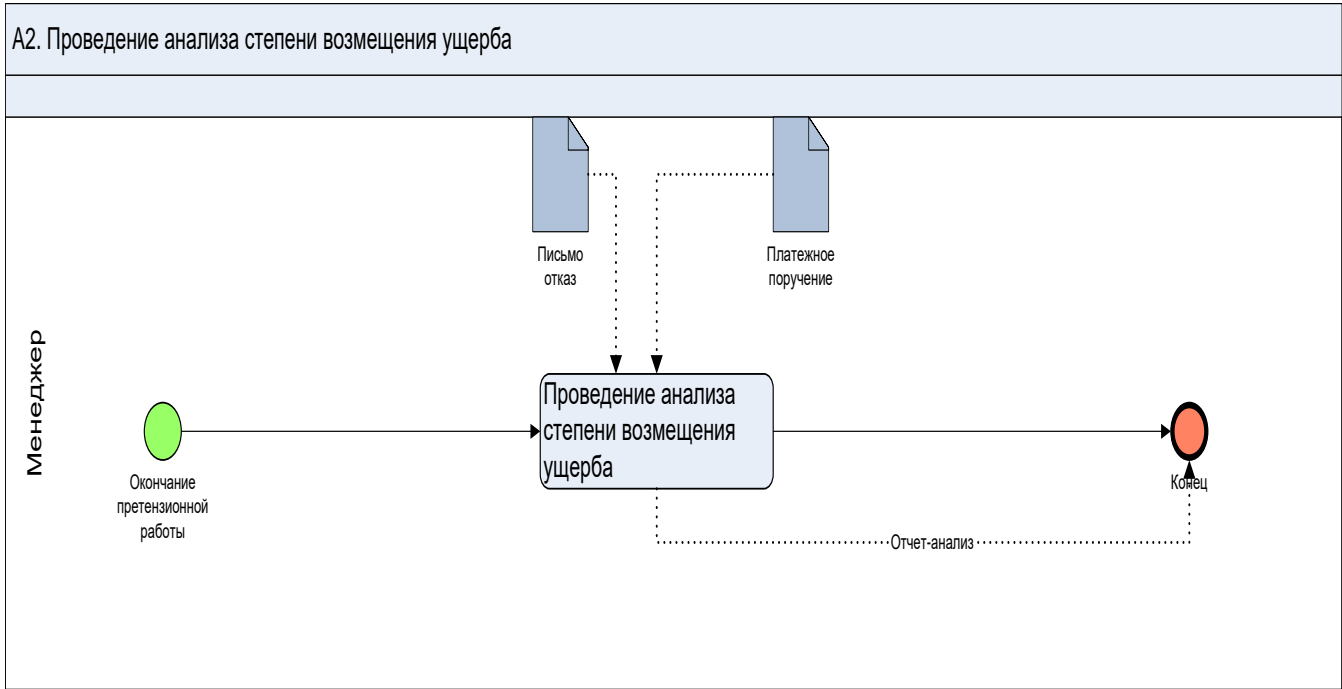 А2. Проведение анализа степени возмещения ущерба
Письмо
отказ
Платежное
поручение
Менеджер
Проведение анализа
степени возмещения
ущерба
Окончание
претензионной
работы
Конец
Отчет-анализ